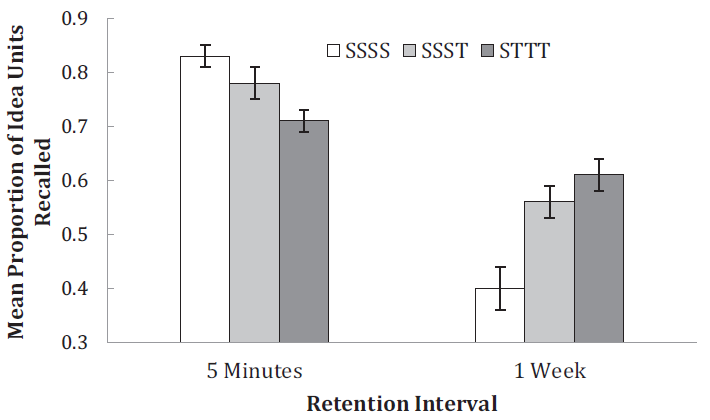 Mean Proportion of Idea Units
Recalled
0.9
0.8
0.7
0.6
0.5
0.4
0.3
SSSS SSST STTT
5 Minutes 1 Week
Retention Interval